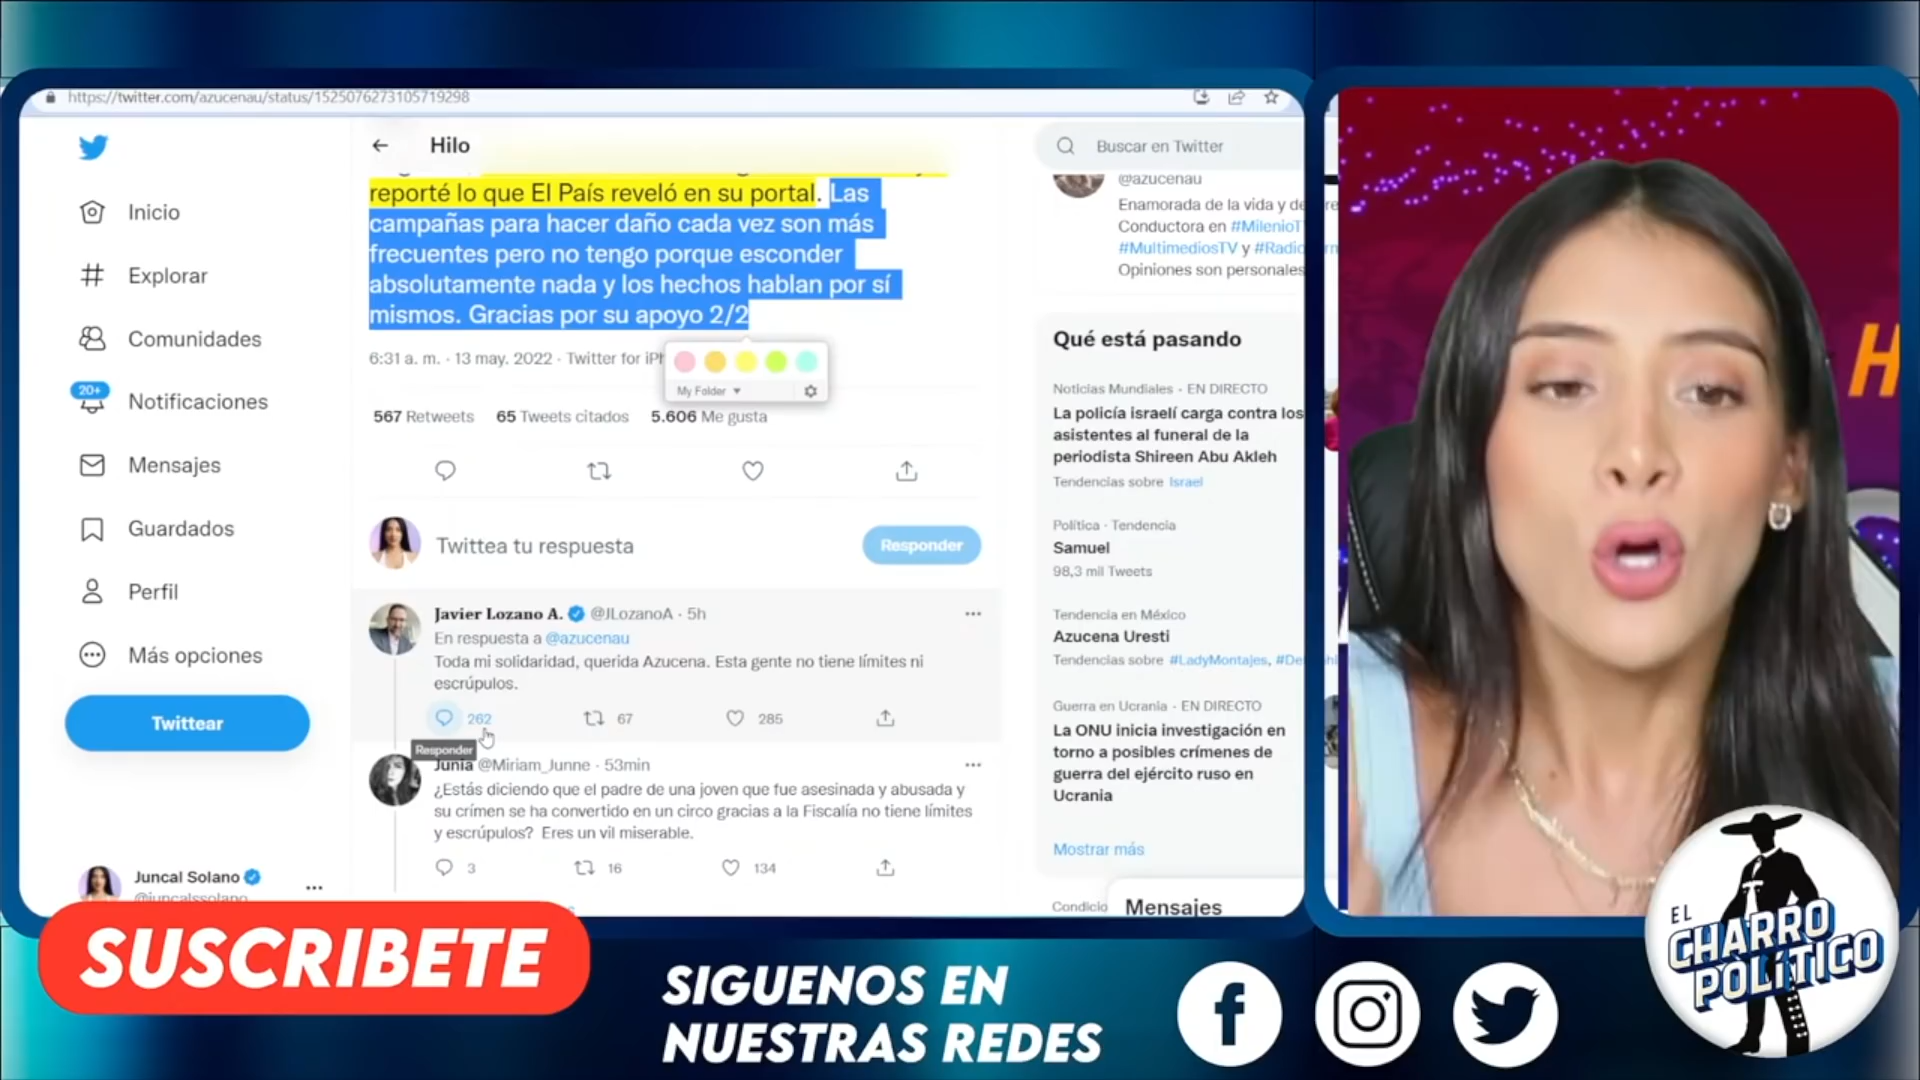 https://twitter.com/azucenau/status/1525076273105719298
Hilo
Inicio
Explorar
Comunidades
20+
Notificaciones
Mensajes
Guardados
Perfil
Más opciones
Twittear
Juncal Solano
@juncalssolano
reporté lo que El País reveló en su portal. Las
campañas para hacer daño cada vez son más
frecuentes pero no tengo porque esconder
absolutamente nada y los hechos hablan por sí
mismos. Gracias por su apoyo 2/2
6:31 a. m. · 13 may. 2022 · Twitter for
My Folder
567 Retweets 65 Tweets citados 5.606 Me gusta
Twittea tu respuesta
Responder
Javier Lozano A. @JLozanoA · 5h
En respuesta a @azucenau
Toda mi solidaridad, querida Azucena. Esta gente no tiene límites ni
escrúpulos.
262 67 285
Responder
Junia @Miriam_Junne · 53min
¿Estás diciendo que el padre de una joven que fue asesinada y abusada y
su crímen se ha convertido en un circo gracias a la Fiscalía no tiene límites
y escrúpulos? Eres un vil miserable.
3 16 134
Buscar en Twitter
@azucenau
Enamorada de la vida y de
Conductora en #MilenioT
#MultimediosTV y #Radio
Opiniones son personales
Qué está pasando
Noticias Mundiales · EN DIRECTO
La policía israelí carga contra los
asistentes al funeral de la
periodista Shireen Abu Akleh
Tendencias sobre Israel
Política · Tendencia
Samuel
98,3 mil Tweets
Tendencia en México
Azucena Uresti
Tendencias sobre #LadyMontajes, #De
Guerra en Ucrania · EN DIRECTO
La ONU inicia investigación en
torno a posibles crímenes de
guerra del ejército ruso en
Ucrania
Mostrar más
Condicio
Mensajes
H
SUSCRIBETE
SIGUENOS EN
NUESTRAS REDES
EL
CHARRO
POLÍTICO